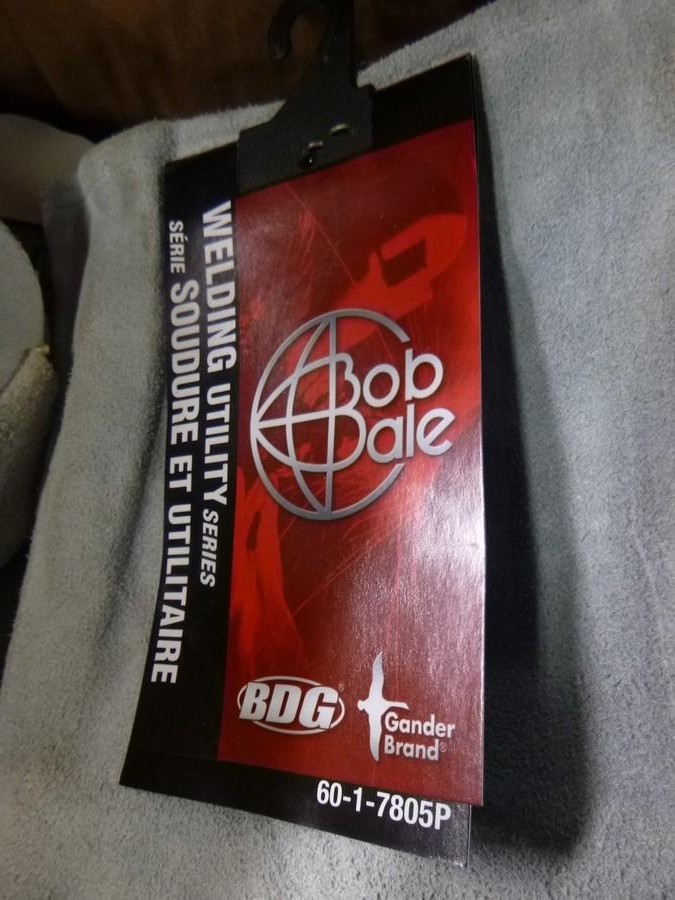 WELDING UTILITY SERIES
SÉRIE SOUDURE ET UTILITAIRE
Bob
Dale
BDG®
Gander
Brand®
60-1-7805P